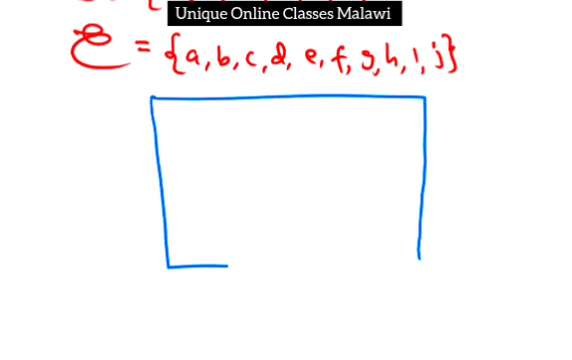 Unique Online Classes Malawi
ℰ = {a, b, c, d, e, f, g, h, i, j}